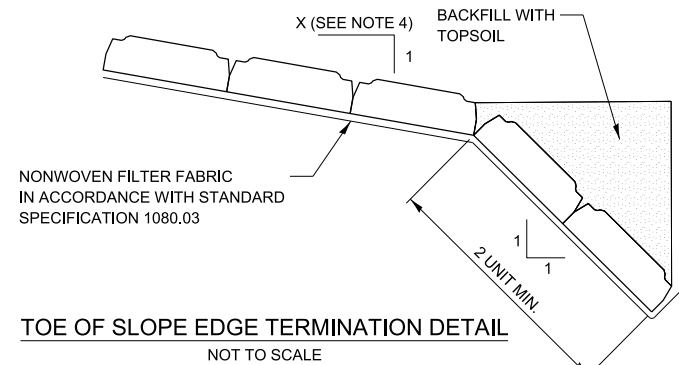 X (SEE NOTE 4)
1
BACKFILL WITH
TOPSOIL
NONWOVEN FILTER FABRIC
IN ACCORDANCE WITH STANDARD
SPECIFICATION 1080.03
1
1
2 UNIT MIN.
TOE OF SLOPE EDGE TERMINATION DETAIL
NOT TO SCALE